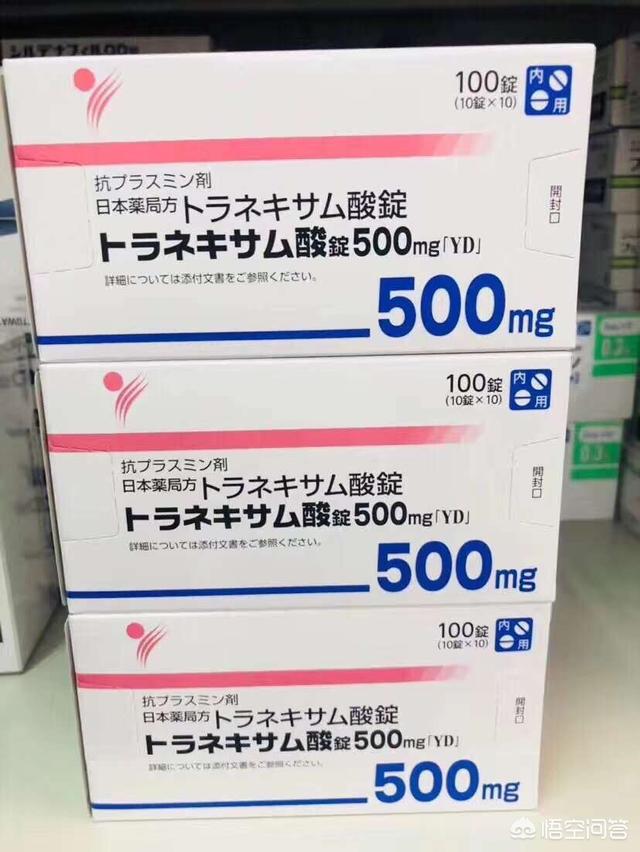 シルデナフィルOD錠
100錠
(10錠×10)
内
用
抗プラスミン剤
日本薬局方 トラネキサム酸錠
トラネキサム酸錠500mg「YD」
詳細については添付文書をご参照ください。
500mg
開封口
100錠
(10錠×10)
内
用
抗プラスミン剤
日本薬局方 トラネキサム酸錠
トラネキサム酸錠500mg「YD」
詳細については添付文書をご参照ください。
500mg
開封口
100錠
(10錠×10)
内
用
抗プラスミン剤
日本薬局方 トラネキサム酸錠
トラネキサム酸錠500mg「YD」
詳細については添付文書をご参照ください。
500mg
開封口
悟空问答